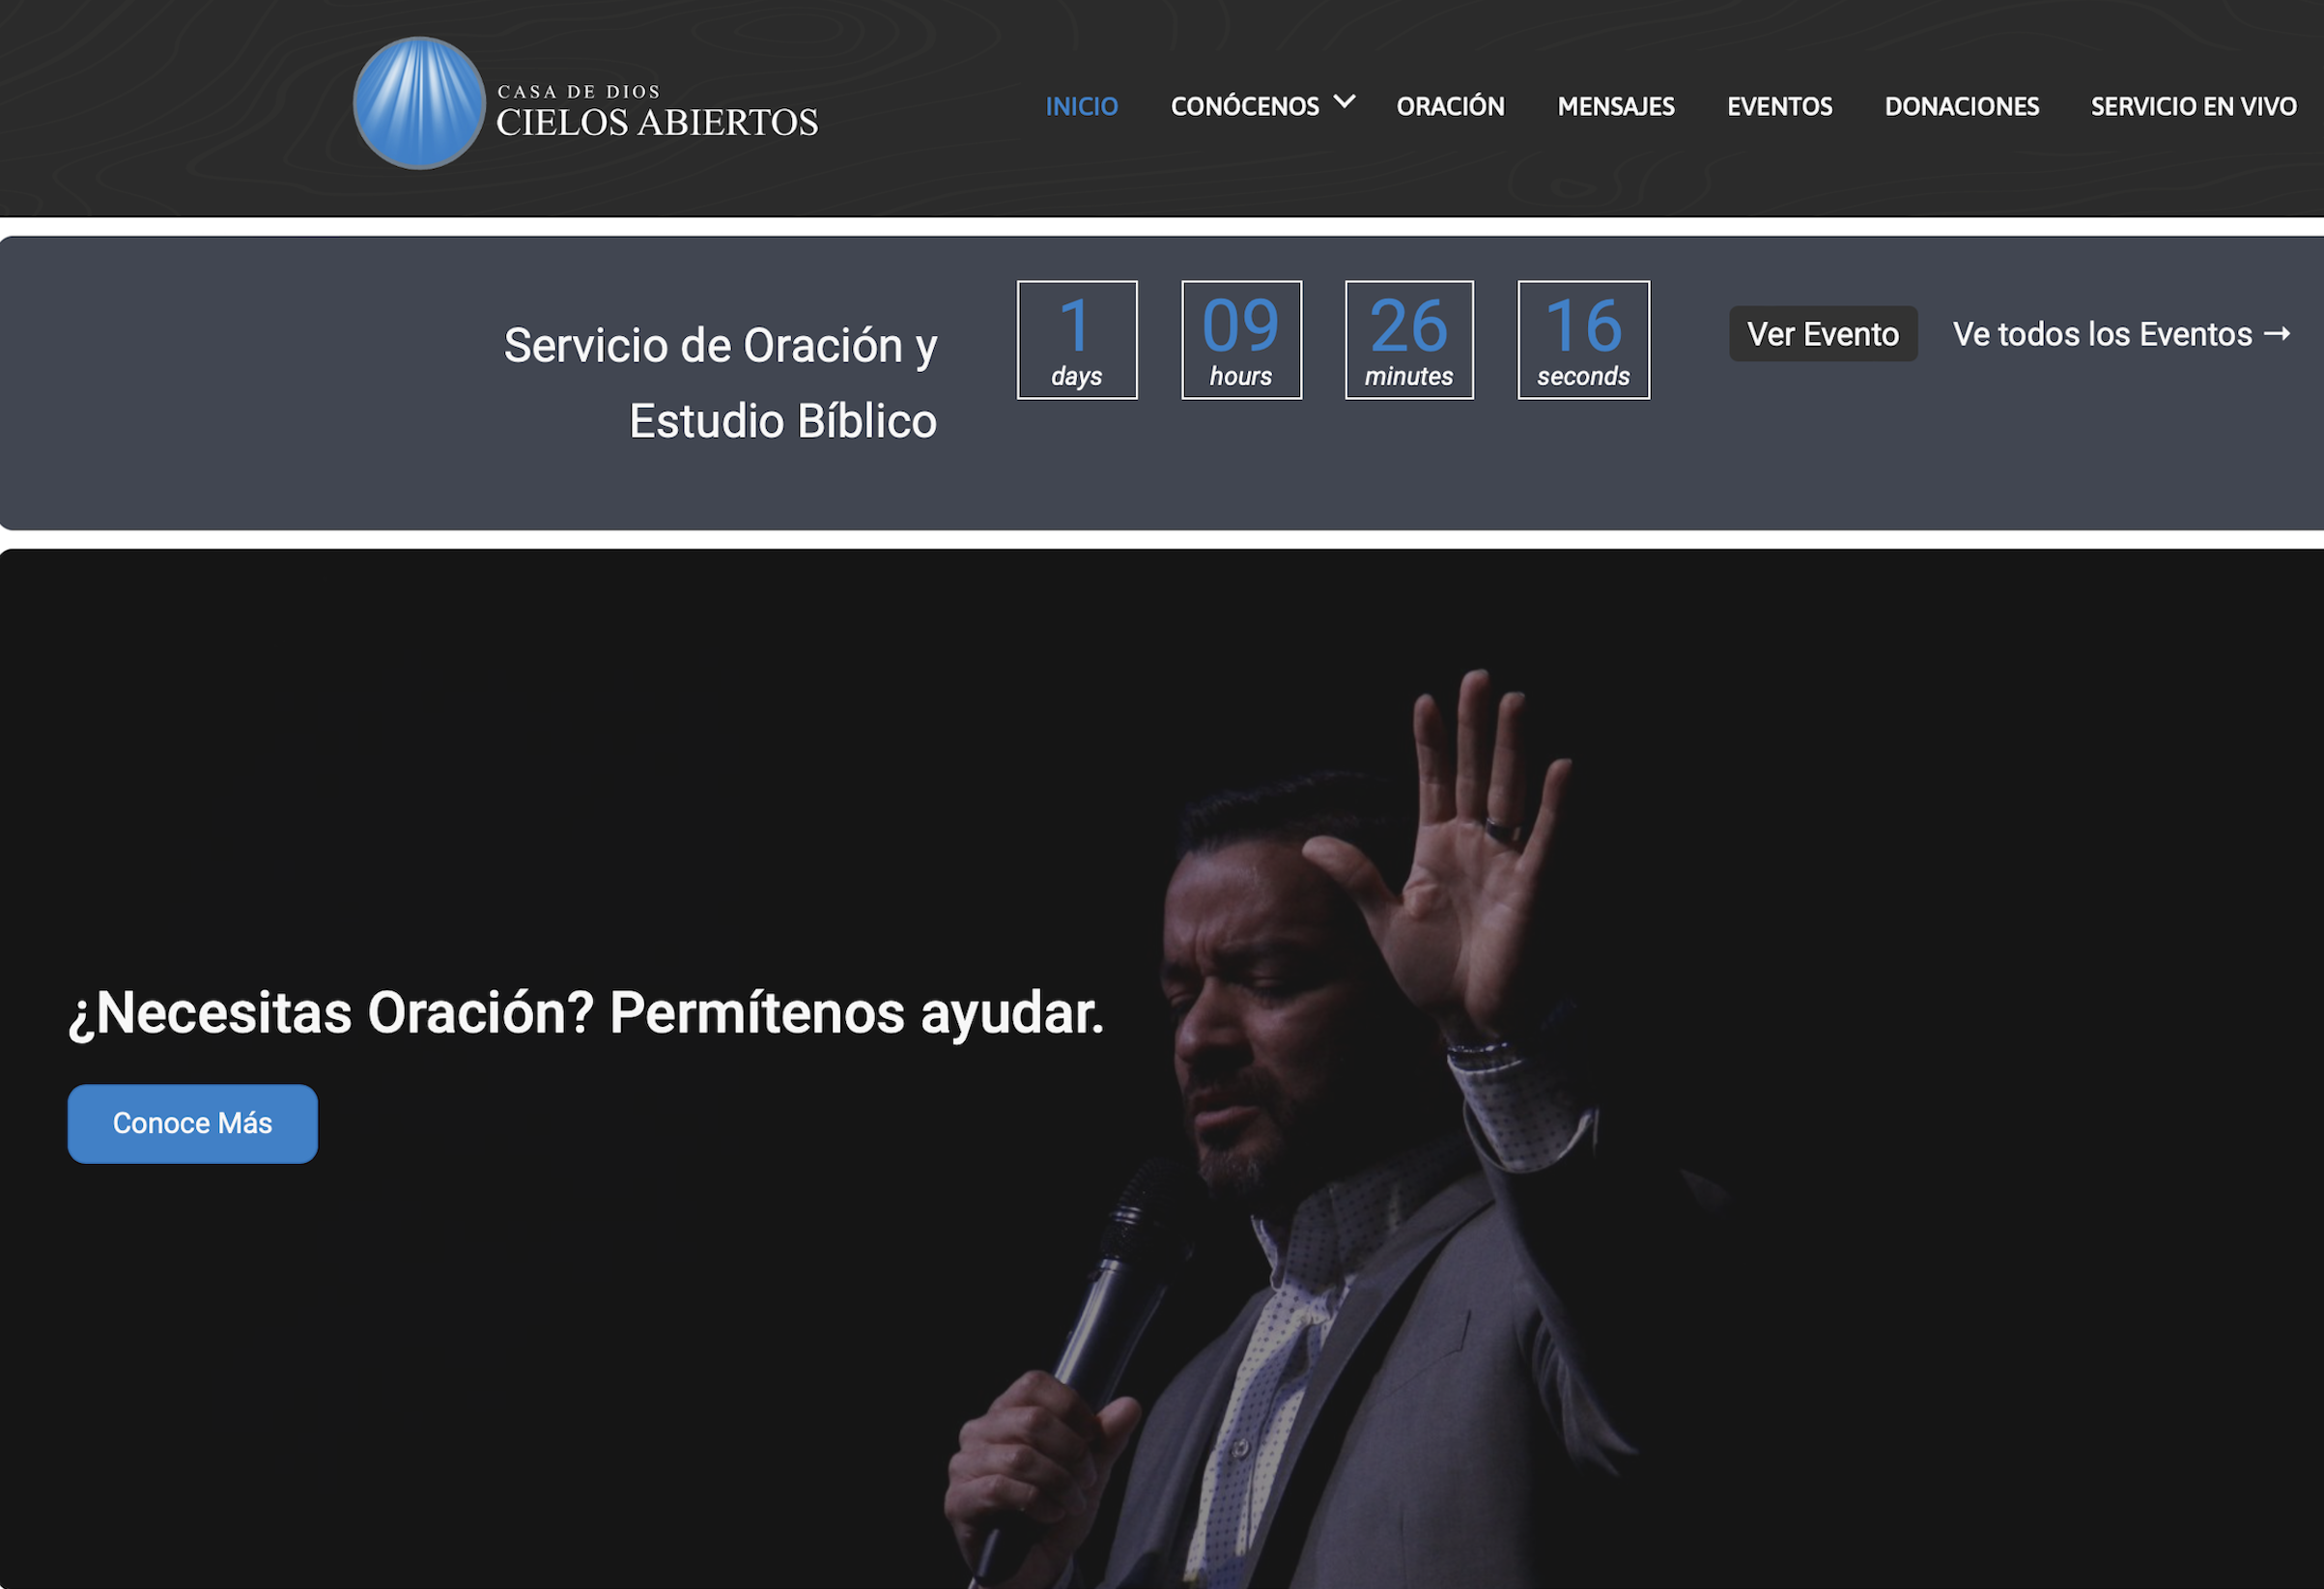 CASA DE DIOS
CIELOS ABIERTOS
INICIO CONÓCENOS ORACIÓN MENSAJES EVENTOS DONACIONES SERVICIO EN VIVO
Servicio de Oración y
Estudio Bíblico
1 09 26 16
days hours minutes seconds
Ver Evento Ve todos los Eventos →
¿Necesitas Oración? Permítenos ayudar.
Conoce Más